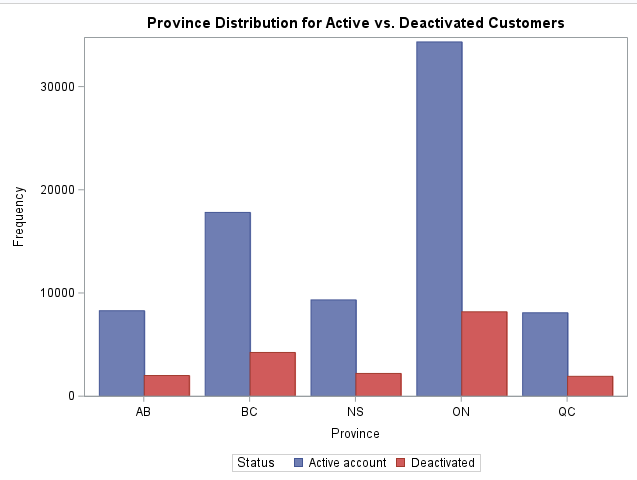 Province Distribution for Active vs. Deactivated Customers
Frequency
30000
20000
10000
0
AB BC NS ON QC
Province
Status Active account Deactivated